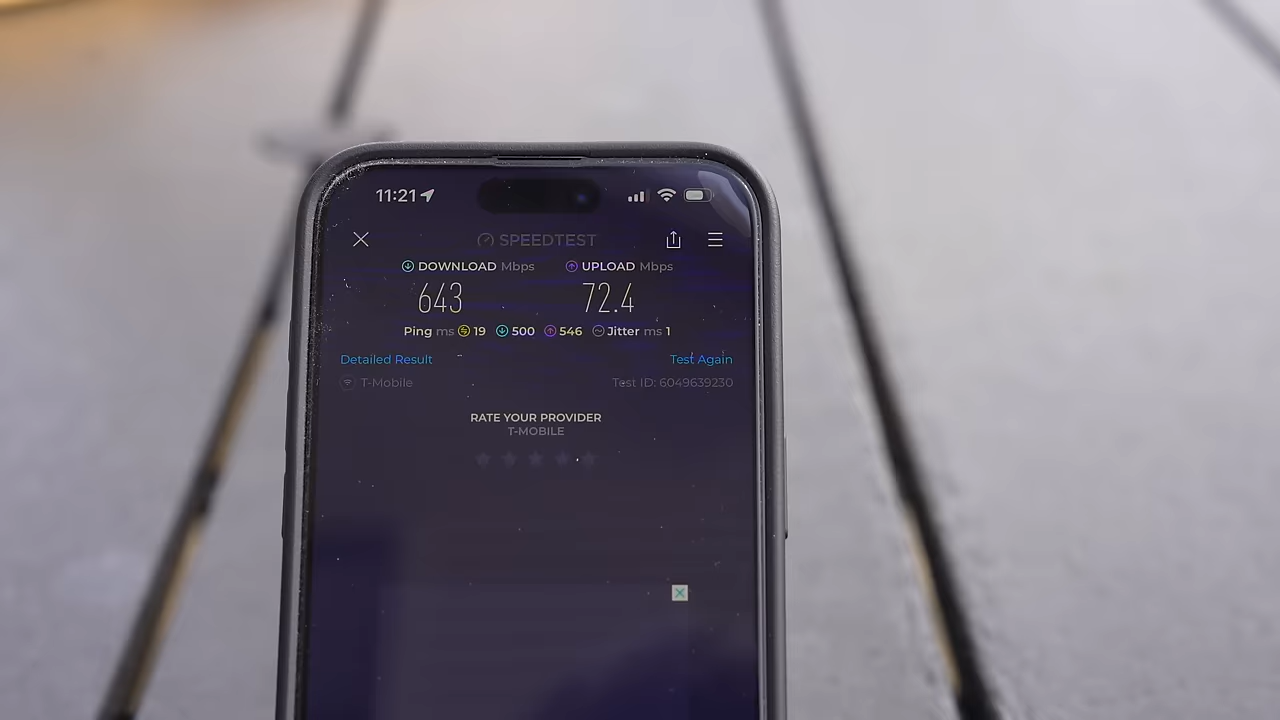 11:21
SPEEDTEST
DOWNLOAD Mbps UPLOAD Mbps
643 72.4
Ping ms 19 500 546 Jitter ms 1
Detailed Result Test Again
T-Mobile Test ID: 6049639230
RATE YOUR PROVIDER
T-MOBILE